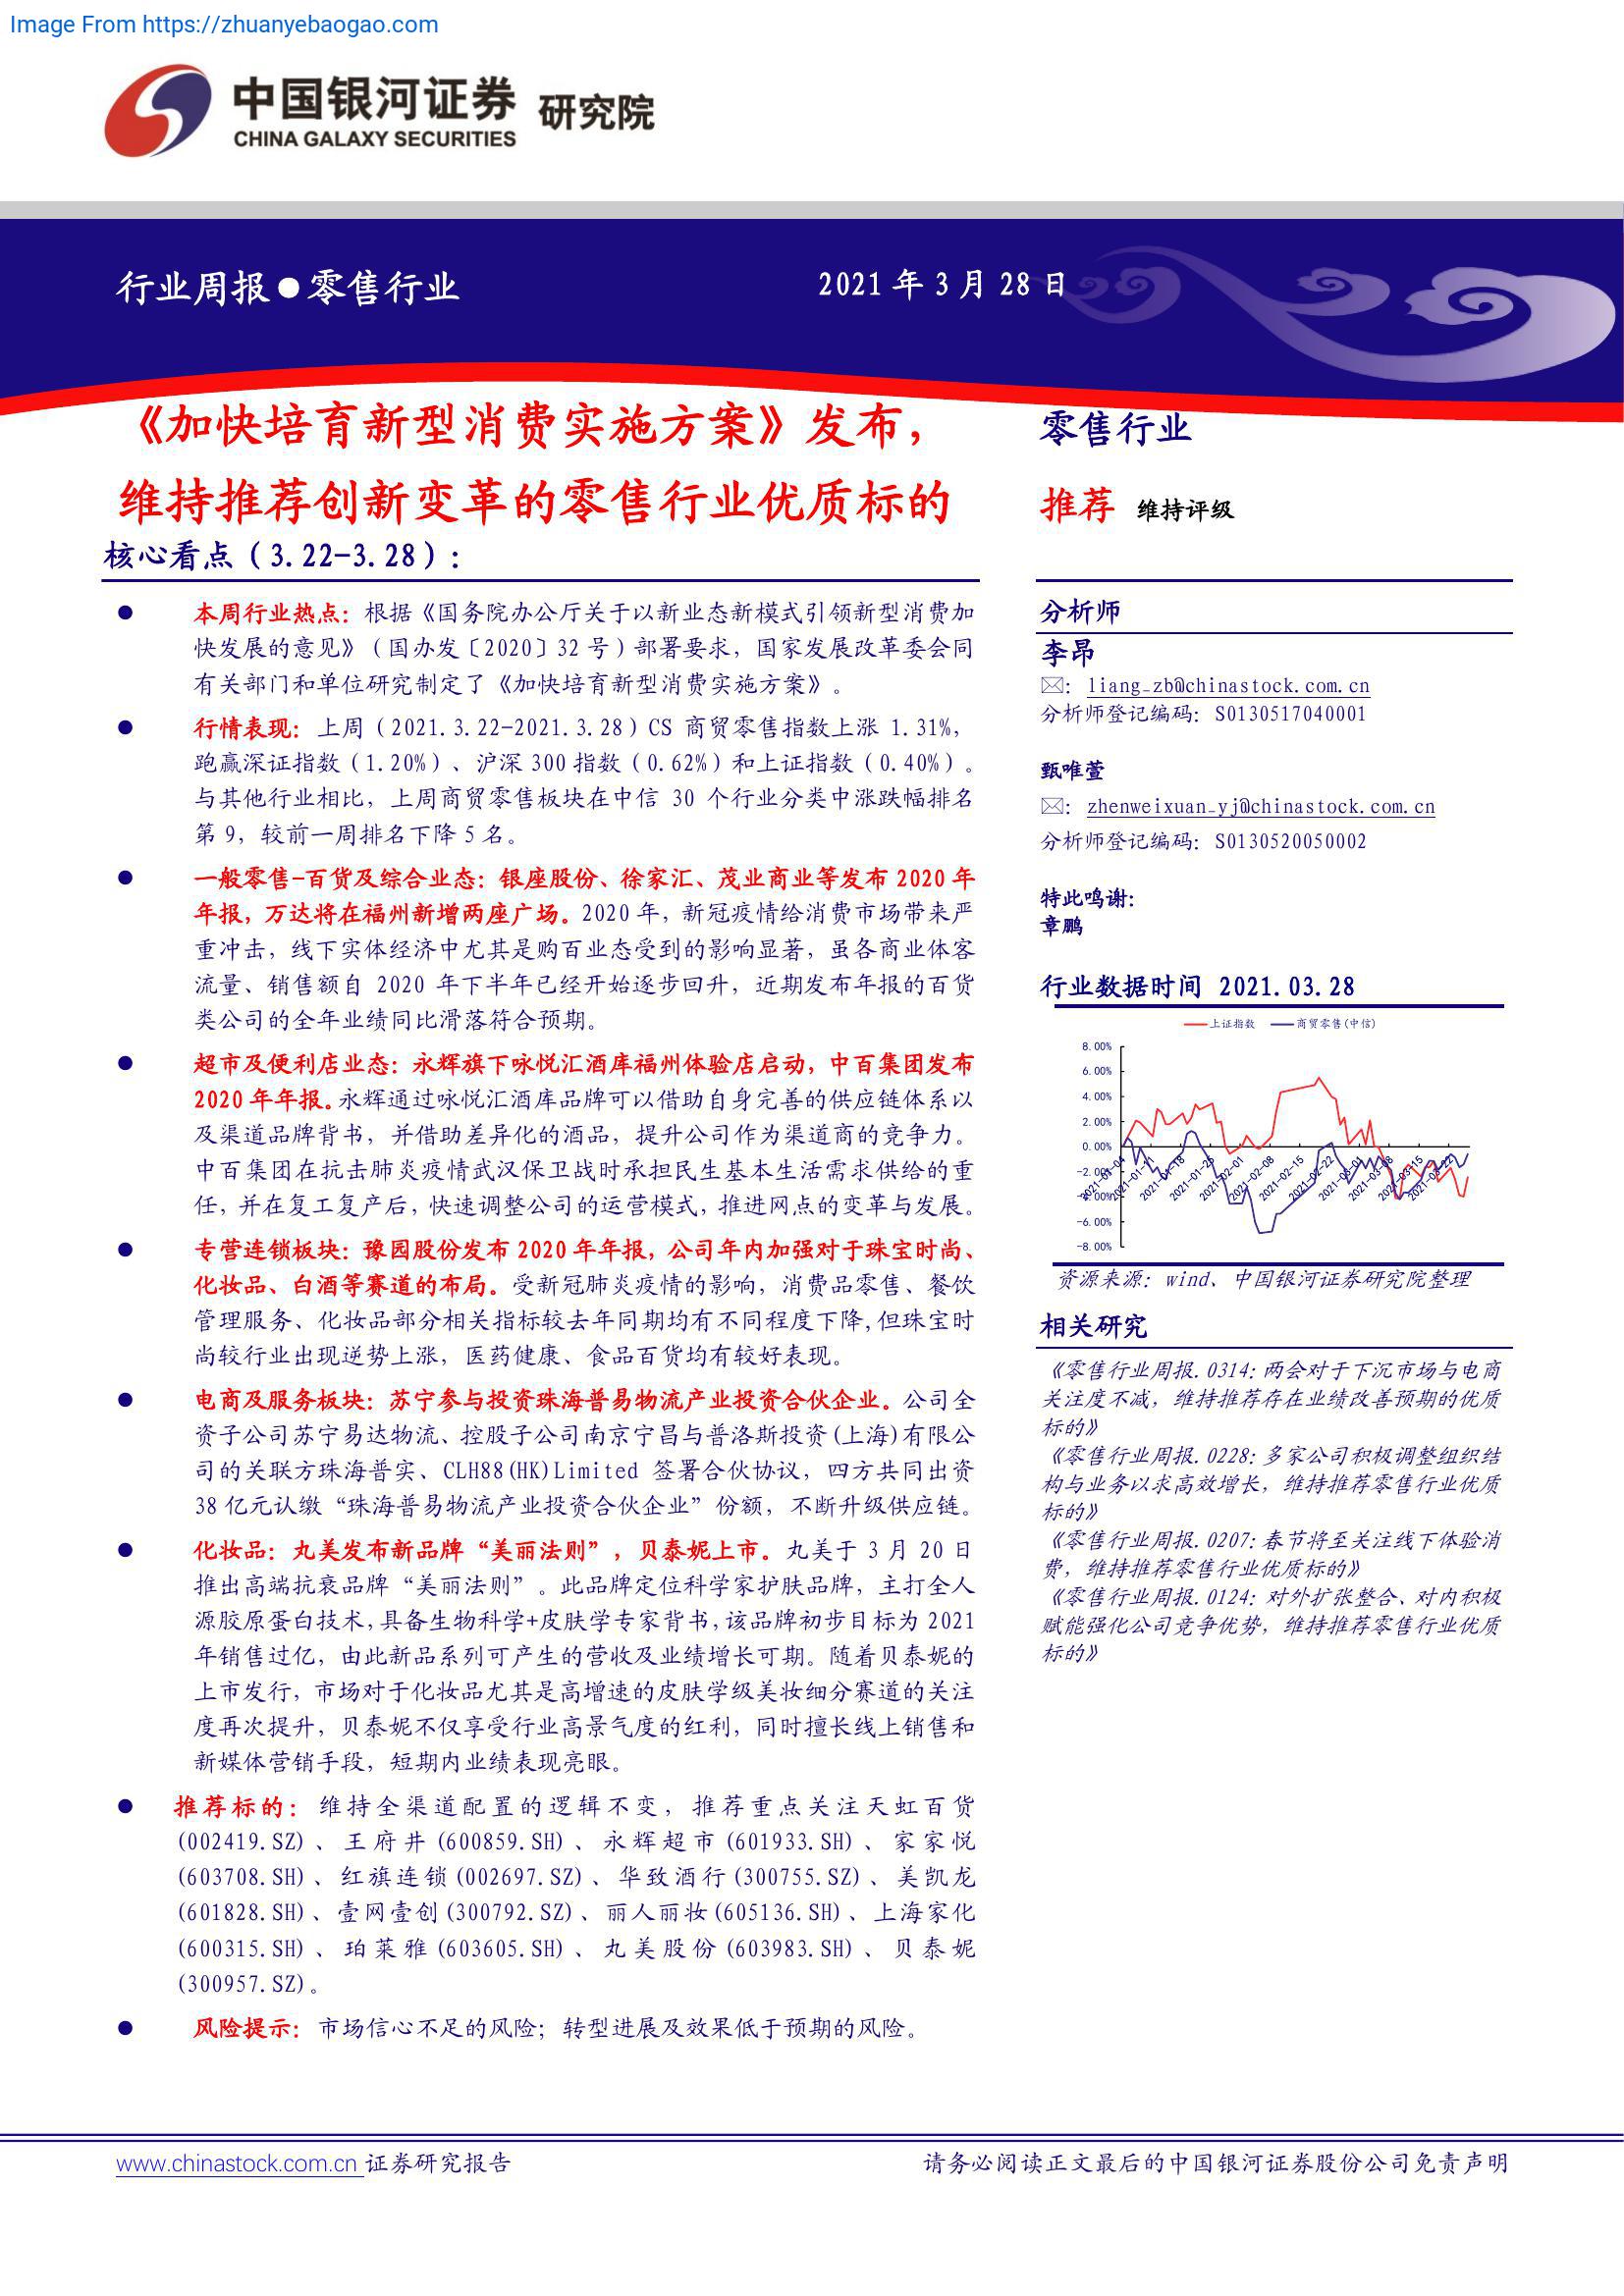 Image From https://zhuanyebaogao.com
中国银河证券 研究院
CHINA GALAXY SECURITIES
行业周报●零售行业
2021 年 3 月 28 日
《加快培育新型消费实施方案》发布，
维持推荐创新变革的零售行业优质标的
核心看点（3.22-3.28）：
● 本周行业热点：根据《国务院办公厅关于以新业态新模式引领新型消费加
快发展的意见》（国办发〔2020〕32 号）部署要求，国家发展改革委会同
有关部门和单位研究制定了《加快培育新型消费实施方案》。
● 行情表现：上周（2021.3.22-2021.3.28）CS 商贸零售指数上涨 1.31%，
跑赢深证指数（1.20%）、沪深 300 指数（0.62%）和上证指数（0.40%）。
与其他行业相比，上周商贸零售板块在中信 30 个行业分类中涨跌幅排名
第 9，较前一周排名下降 5 名。
● 一般零售-百货及综合业态：银座股份、徐家汇、茂业商业等发布 2020 年
年报，万达将在福州新增两座广场。2020 年，新冠疫情给消费市场带来严
重冲击，线下实体经济中尤其是购百业态受到的影响显著，虽各商业体客
流量、销售额自 2020 年下半年已经开始逐步回升，近期发布年报的百货
类公司的全年业绩同比滑落符合预期。
● 超市及便利店业态：永辉旗下咏悦汇酒库福州体验店启动，中百集团发布
2020 年年报。永辉通过咏悦汇酒库品牌可以借助自身完善的供应链体系以
及渠道品牌背书，并借助差异化的酒品，提升公司作为渠道商的竞争力。
中百集团在抗击肺炎疫情武汉保卫战时承担民生基本生活需求供给的重
任，并在复工复产后，快速调整公司的运营模式，推进网点的变革与发展。
● 专营连锁板块：豫园股份发布 2020 年年报，公司年内加强对于珠宝时尚、
化妆品、白酒等赛道的布局。受新冠肺炎疫情的影响，消费品零售、餐饮
管理服务、化妆品部分相关指标较去年同期均有不同程度下降,但珠宝时
尚较行业出现逆势上涨，医药健康、食品百货均有较好表现。
● 电商及服务板块：苏宁参与投资珠海普易物流产业投资合伙企业。公司全
资子公司苏宁易达物流、控股子公司南京宁昌与普洛斯投资(上海)有限公
司的关联方珠海普实、CLH88(HK)Limited 签署合伙协议，四方共同出资
38 亿元认缴“珠海普易物流产业投资合伙企业”份额，不断升级供应链。
● 化妆品：丸美发布新品牌“美丽法则”，贝泰妮上市。丸美于 3 月 20 日
推出高端抗衰品牌“美丽法则”。此品牌定位科学家护肤品牌，主打全人
源胶原蛋白技术,具备生物科学+皮肤学专家背书,该品牌初步目标为 2021
年销售过亿，由此新品系列可产生的营收及业绩增长可期。随着贝泰妮的
上市发行，市场对于化妆品尤其是高增速的皮肤学级美妆细分赛道的关注
度再次提升，贝泰妮不仅享受行业高景气度的红利，同时擅长线上销售和
新媒体营销手段，短期内业绩表现亮眼。
● 推荐标的：维持全渠道配置的逻辑不变，推荐重点关注天虹百货
(002419.SZ)、王府井(600859.SH)、永辉超市(601933.SH)、家家悦
(603708.SH)、红旗连锁(002697.SZ)、华致酒行(300755.SZ)、美凯龙
(601828.SH)、壹网壹创(300792.SZ)、丽人丽妆(605136.SH)、上海家化
(600315.SH)、珀莱雅(603605.SH)、丸美股份(603983.SH)、贝泰妮
(300957.SZ)。
● 风险提示：市场信心不足的风险；转型进展及效果低于预期的风险。
零售行业
推荐 维持评级
分析师
李昂
✉：liang_zb@chinastock.com.cn
分析师登记编码：S0130517040001
甄唯萱
✉：zhenweixuan_yj@chinastock.com.cn
分析师登记编码：S0130520050002
特此鸣谢：
章鹏
行业数据时间 2021.03.28
上证指数 商贸零售(中信)
8.00%
6.00%
4.00%
2.00%
0.00%
-2.00%
-4.00%
-6.00%
-8.00%
2021-01-04
2021-01-11
2021-01-18
2021-01-25
2021-02-01
2021-02-08
2021-02-15
2021-02-22
2021-03-01
2021-03-08
2021-03-15
2021-03-22
资源来源：wind、中国银河证券研究院整理
相关研究
《零售行业周报.0314：两会对于下沉市场与电商
关注度不减，维持推荐存在业绩改善预期的优质
标的》
《零售行业周报.0228：多家公司积极调整组织结
构与业务以求高效增长，维持推荐零售行业优质
标的》
《零售行业周报.0207：春节将至关注线下体验消
费，维持推荐零售行业优质标的》
《零售行业周报.0124：对外扩张整合、对内积极
赋能强化公司竞争优势，维持推荐零售行业优质
标的》
www.chinastock.com.cn 证券研究报告
请务必阅读正文最后的中国银河证券股份公司免责声明